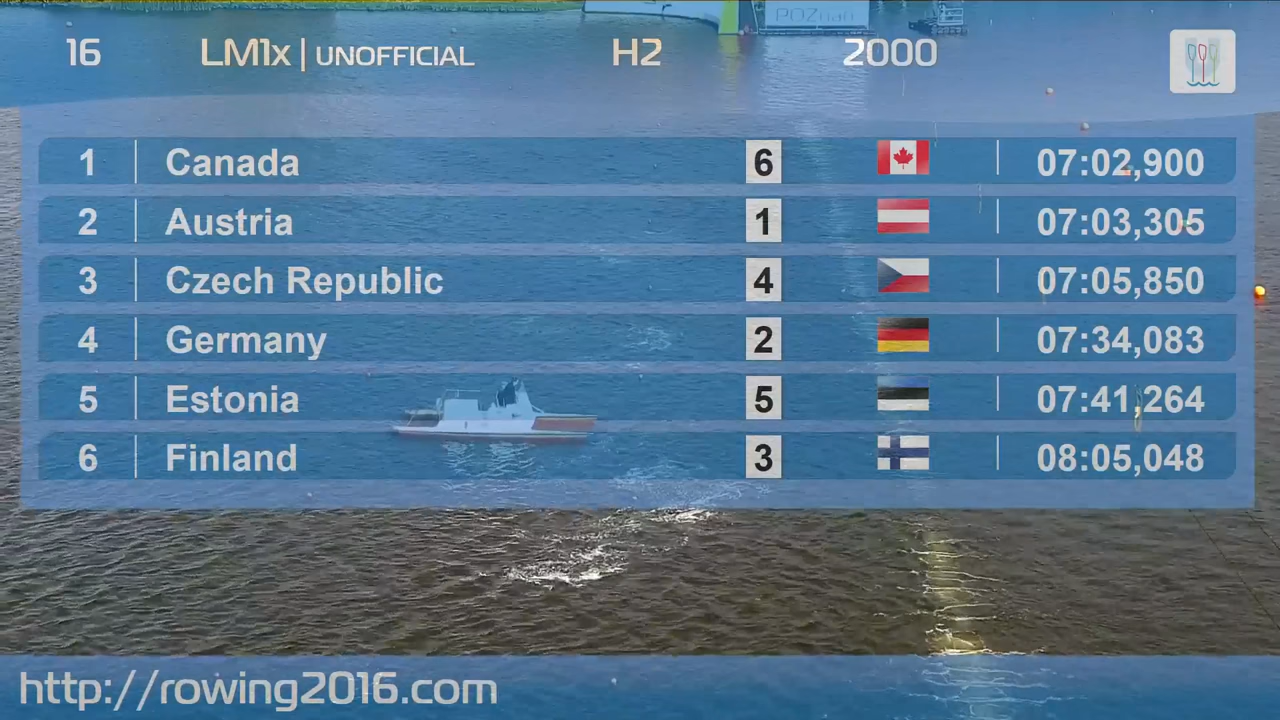 POZnan
16 LM1x | UNOFFICIAL H2 2000
1 Canada 6 07:02,900
2 Austria 1 07:03,305
3 Czech Republic 4 07:05,850
4 Germany 2 07:34,083
5 Estonia 5 07:41,264
6 Finland 3 08:05,048
http://rowing2016.com